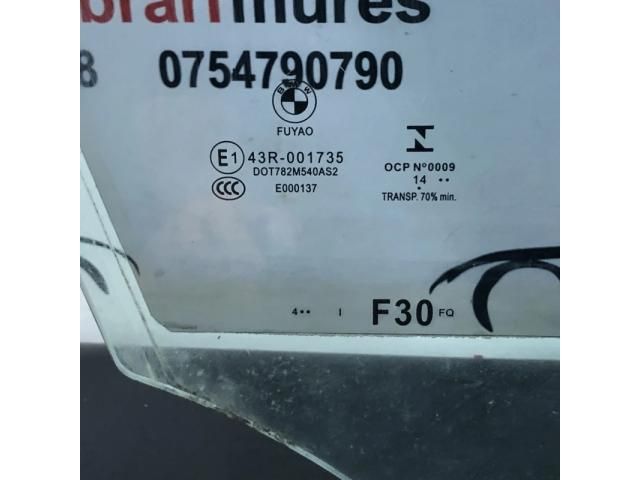 branmures
8 0754790790
BMW
FUYAO
E1 43R-001735
DOT782M540AS2
CCC E000137
N
OCP Nº0009
14 ··
TRANSP. 70% min.
4·· I F30 FQ